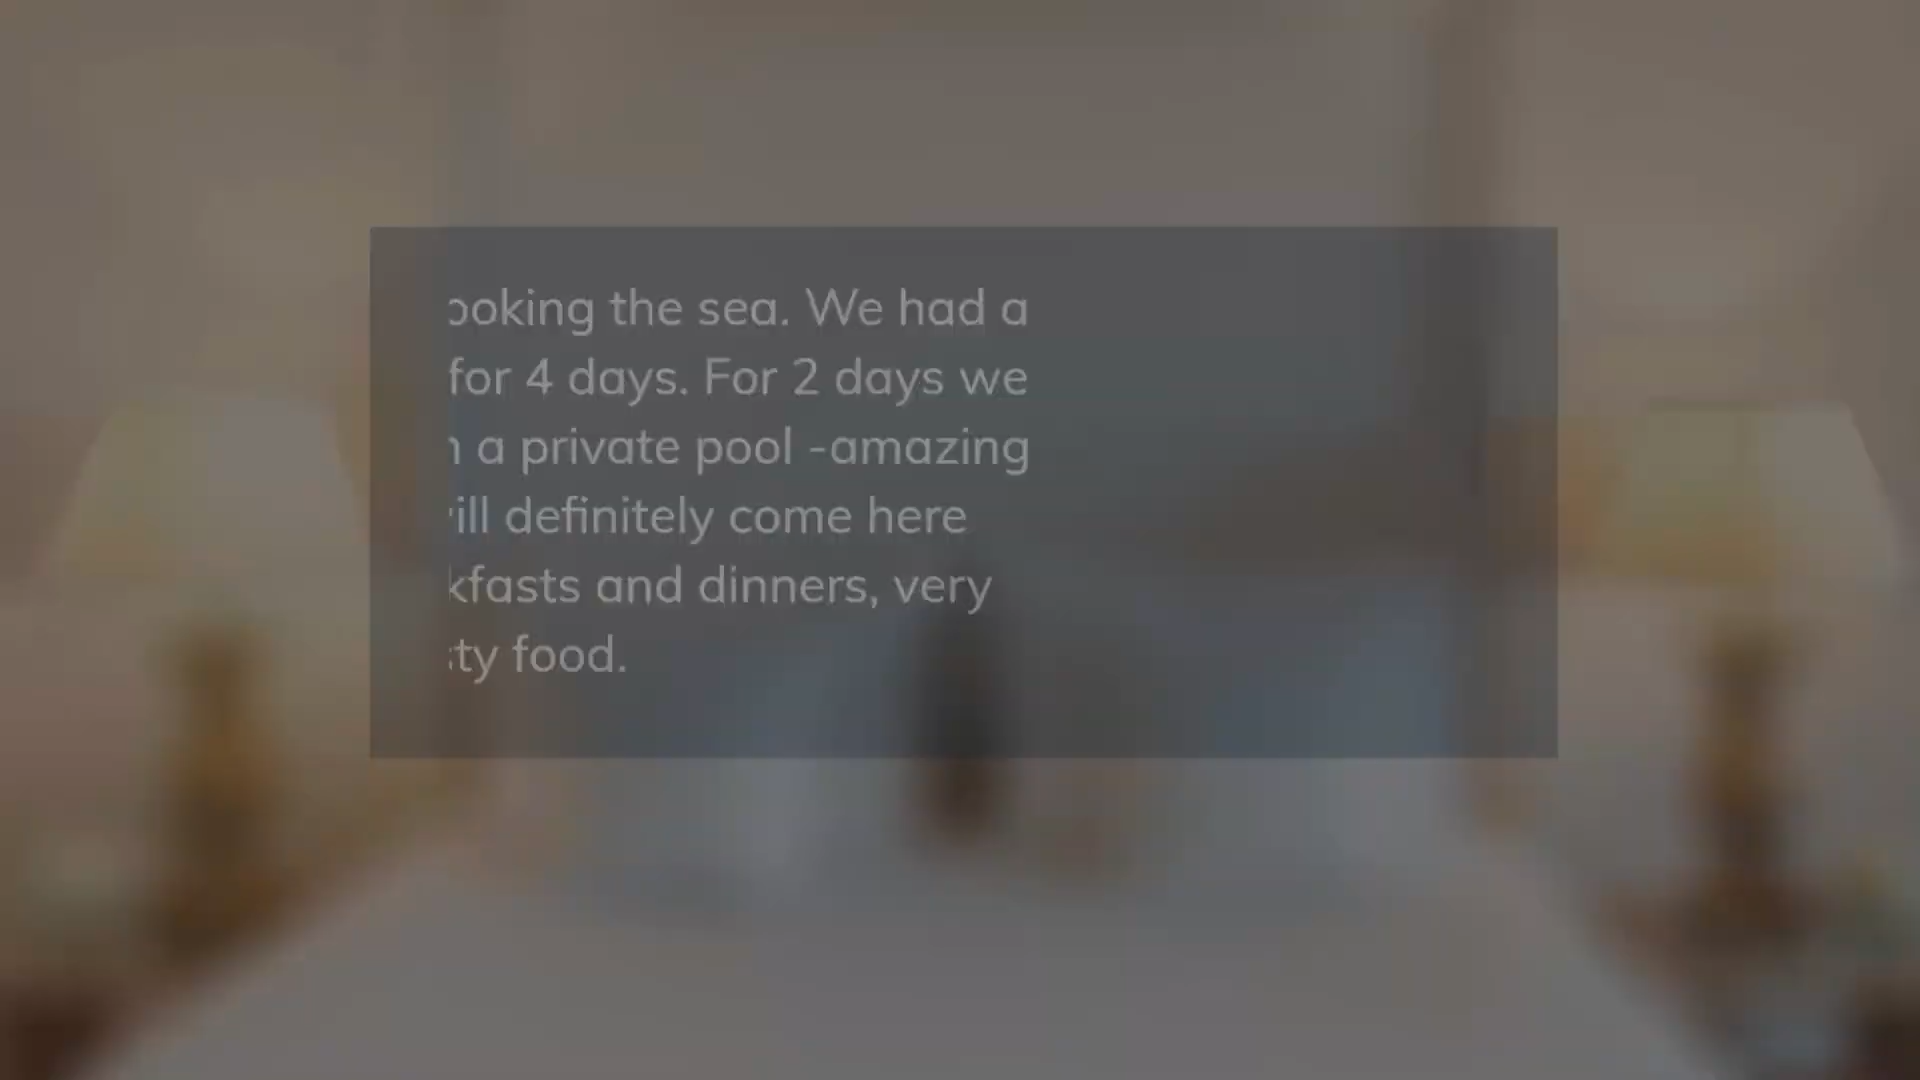 ooking the sea. We had a
for 4 days. For 2 days we
a private pool -amazing
ill definitely come here
kfasts and dinners, very
ty food.